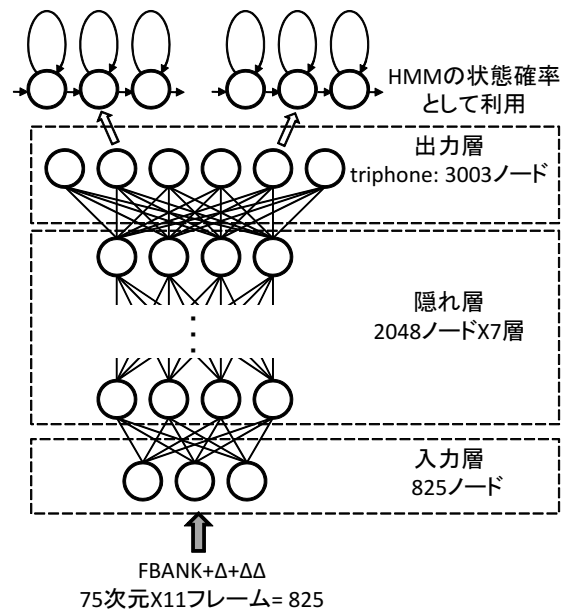 HMMの状態確率
として利用
出力層
triphone: 3003ノード
隠れ層
2048ノードX7層
入力層
825ノード
FBANK+Δ+ΔΔ
75次元X11フレーム= 825